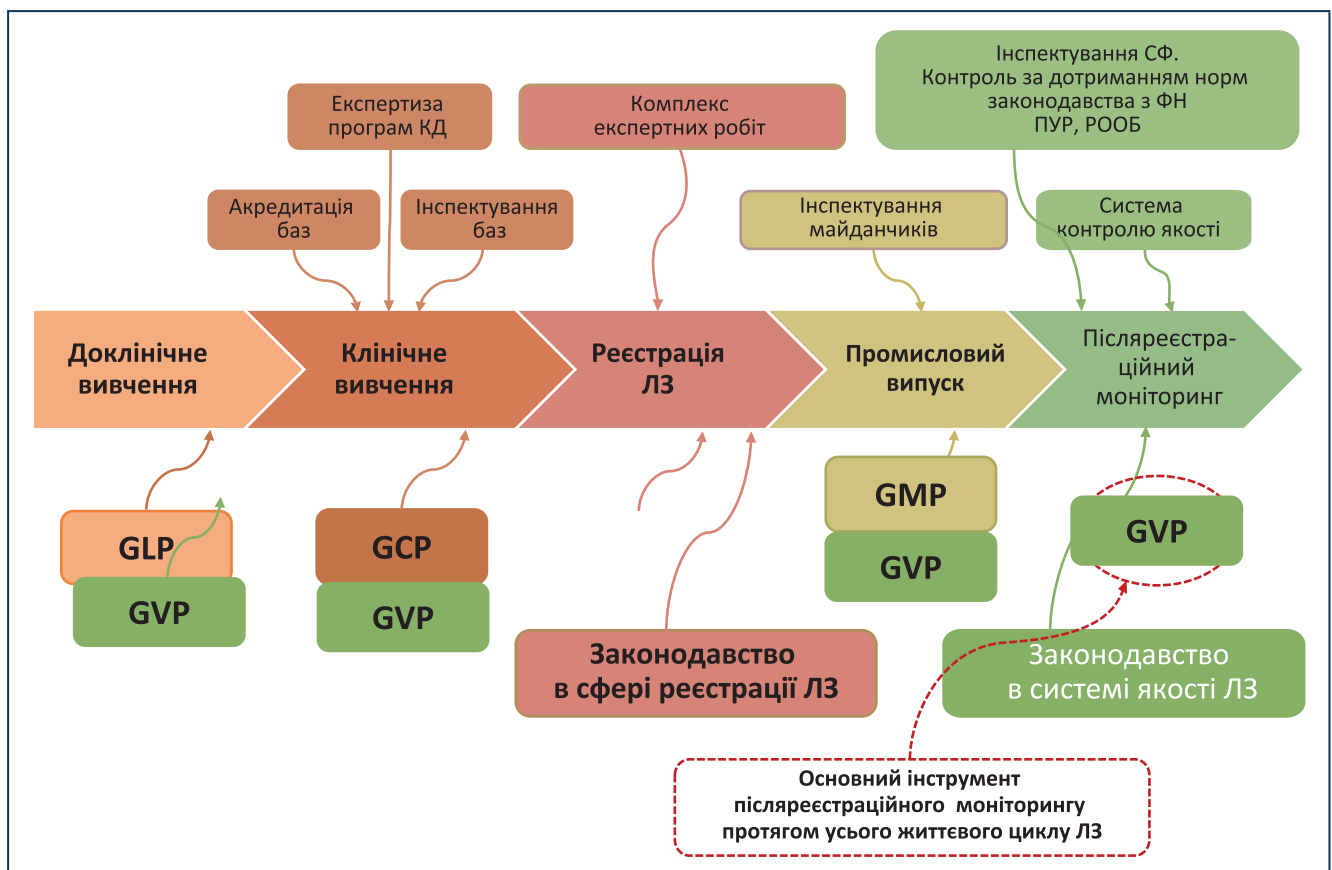 Інспектування СФ.
Контроль за дотриманням норм
законодавства з ФН
ПУР, РООБ
Експертиза
програм КД
Комплекс
експертних робіт
Акредитація
баз
Інспектування
баз
Інспектування
майданчиків
Система
контролю якості
Доклінічне
вивчення
Клінічне
вивчення
Реєстрація
ЛЗ
Промисловий
випуск
Післяреєстра-
ційний
моніторинг
GLP
GVP
GCP
GVP
GMP
GVP
GVP
Законодавство
в сфері реєстрації ЛЗ
Законодавство
в системі якості ЛЗ
Основний інструмент
післяреєстраційного моніторингу
протягом усього життєвого циклу ЛЗ